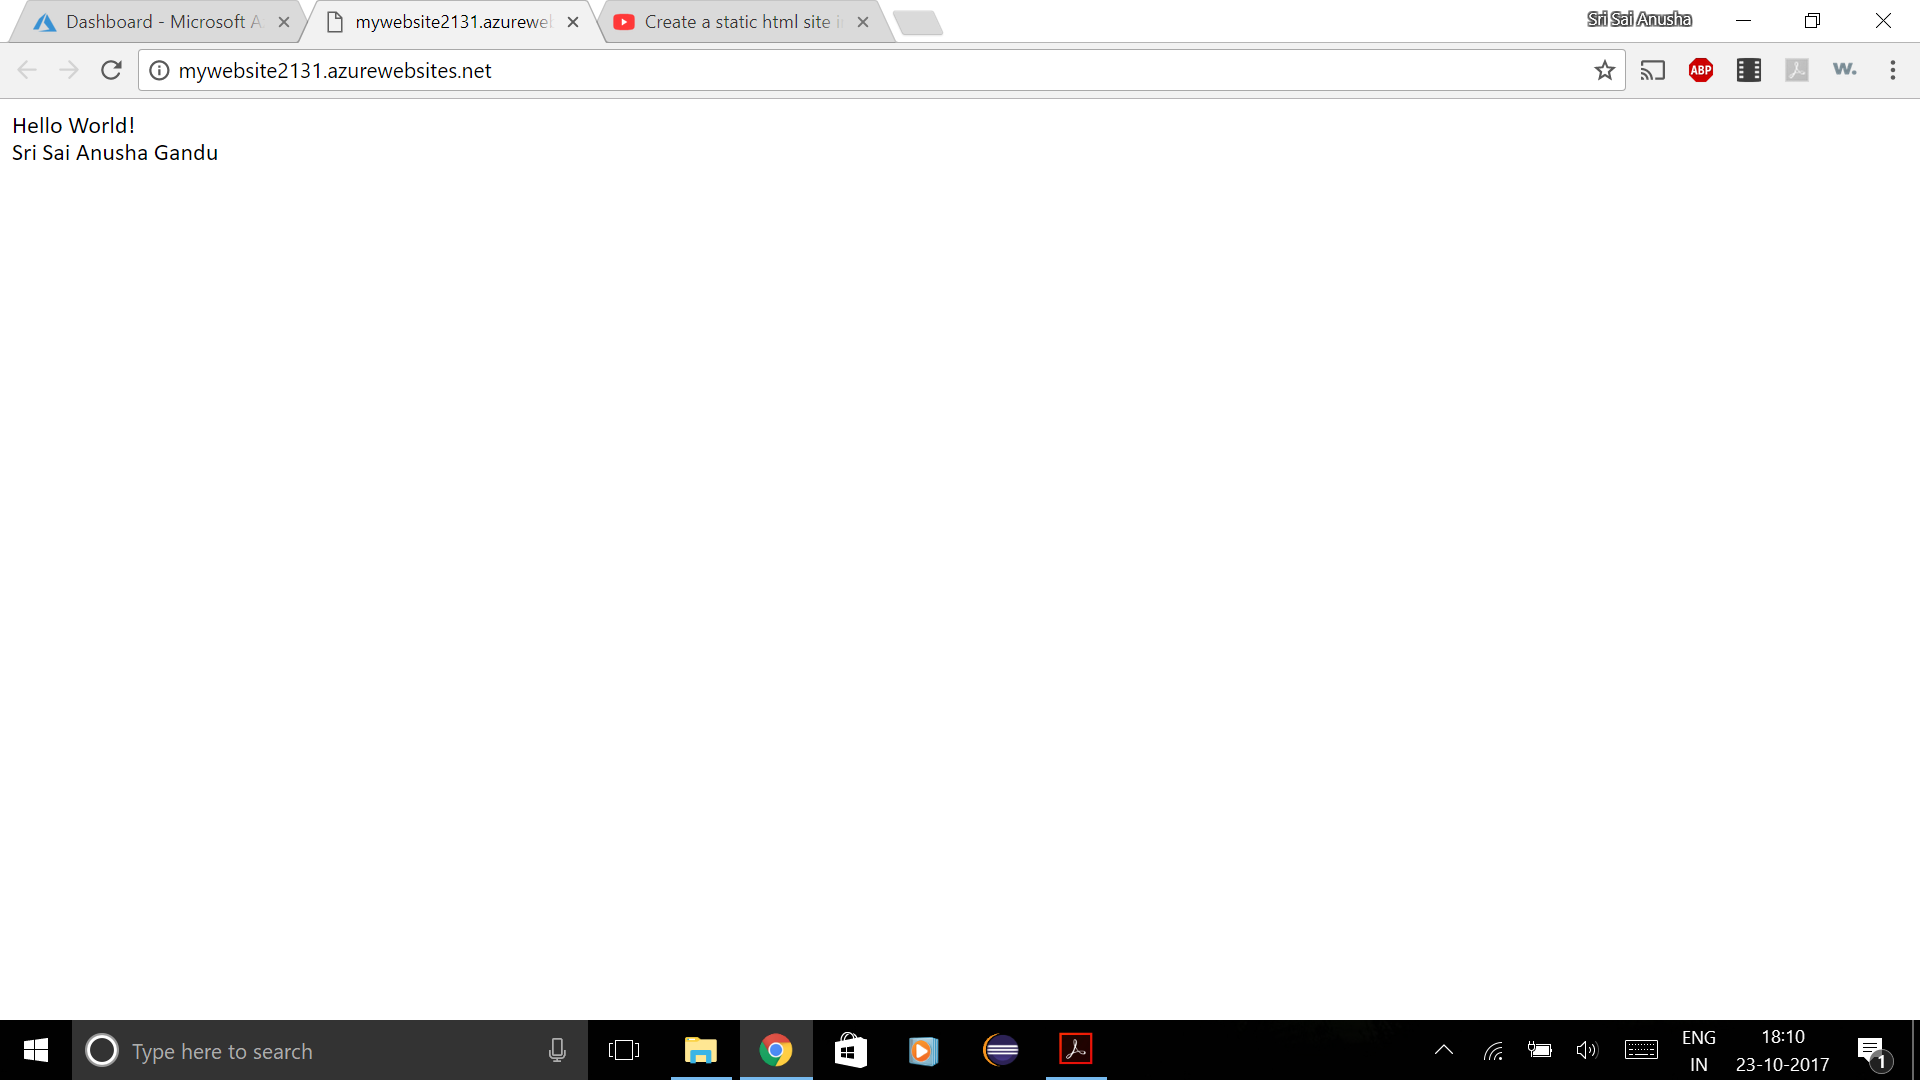 Dashboard - Microsoft A
mywebsite2131.azureweb
Create a static html site i
Sri Sai Anusha
mywebsite2131.azurewebsites.net
ABP
w.
Hello World!
Sri Sai Anusha Gandu
Type here to search
ENG
IN
18:10
23-10-2017
1